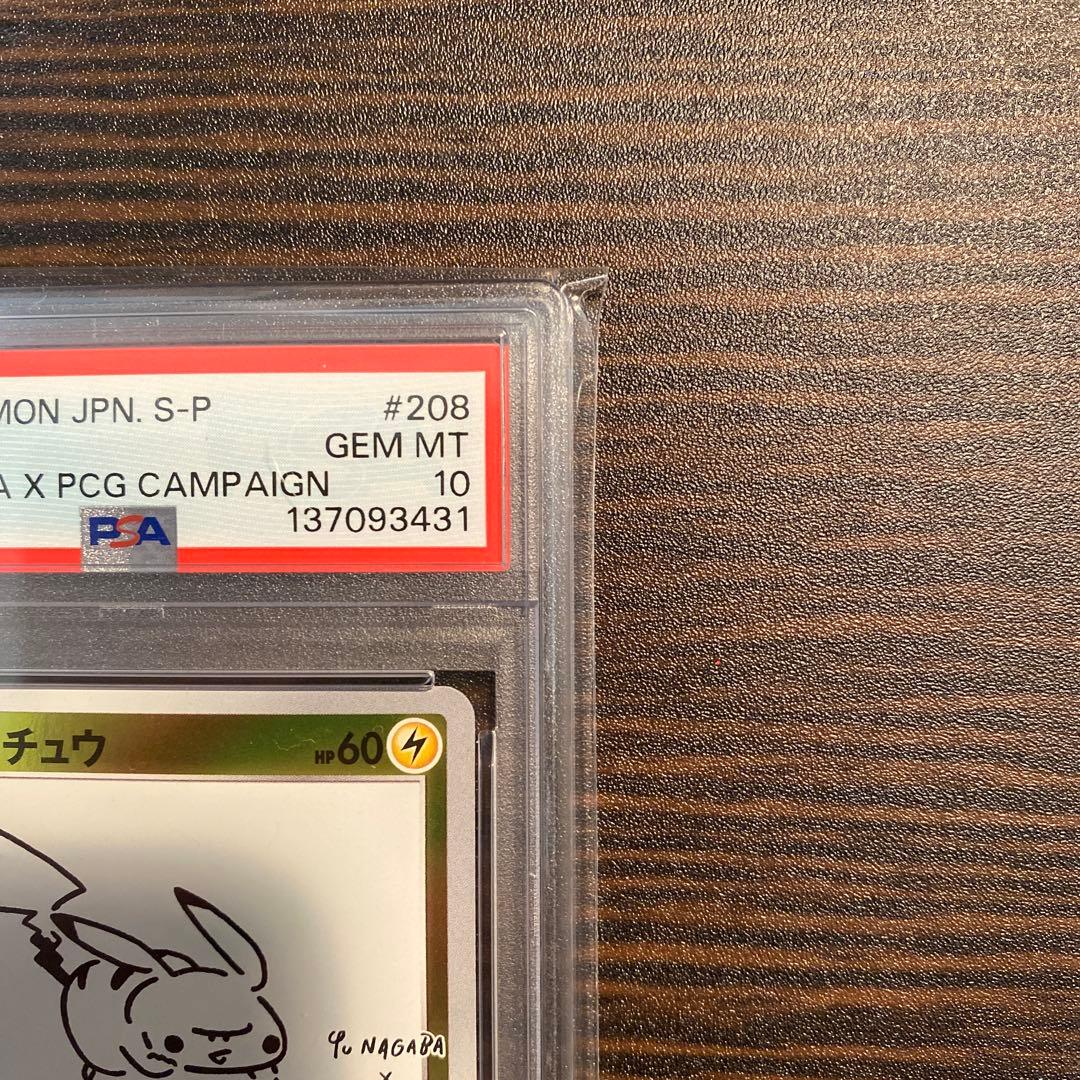 MON JPN. S-P #208
GEM MT
A X PCG CAMPAIGN 10
PSA 137093431
チュウ HP60
Yu NAGABA
X